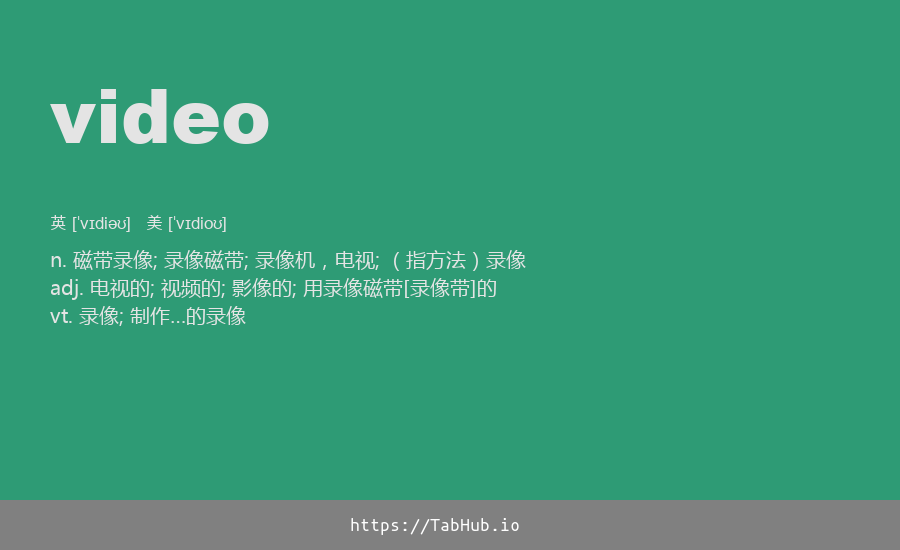 video
英 [ˈvɪdiəʊ] 美 [ˈvɪdioʊ]
n. 磁带录像; 录像磁带; 录像机，电视; （指方法）录像
adj. 电视的; 视频的; 影像的; 用录像磁带[录像带]的
vt. 录像; 制作…的录像
https://TabHub.io